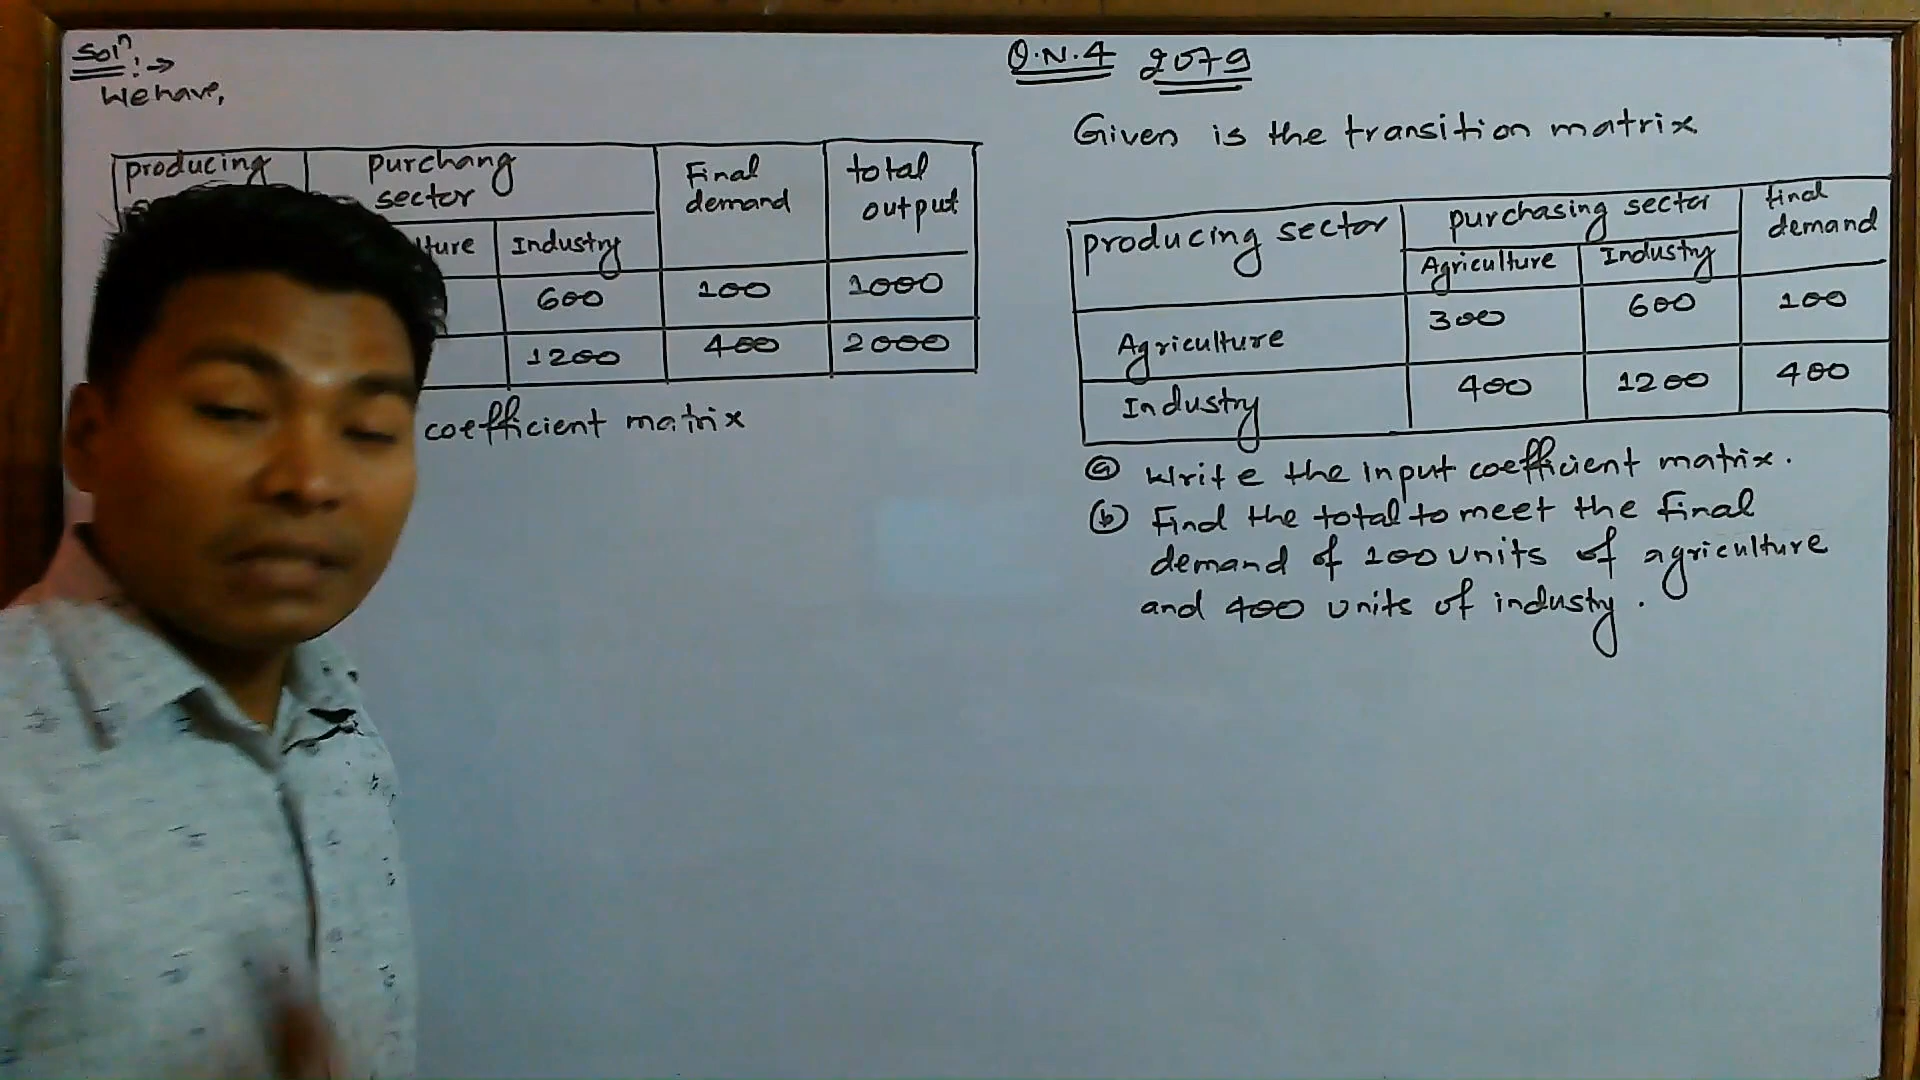 Solⁿ :→
We have,
producing purchang sector Final demand total output
Industry
600 100 1000
1200 400 2000
coefficient matrix
Q.N.4 2079
Given is the transition matrix
producing sector purchasing sector final demand
Agriculture Industry
Agriculture 300 600 100
Industry 400 1200 400
(a) Write the input coefficient matrix.
(b) Find the total to meet the final
demand of 100 units of agriculture
and 400 units of industry.